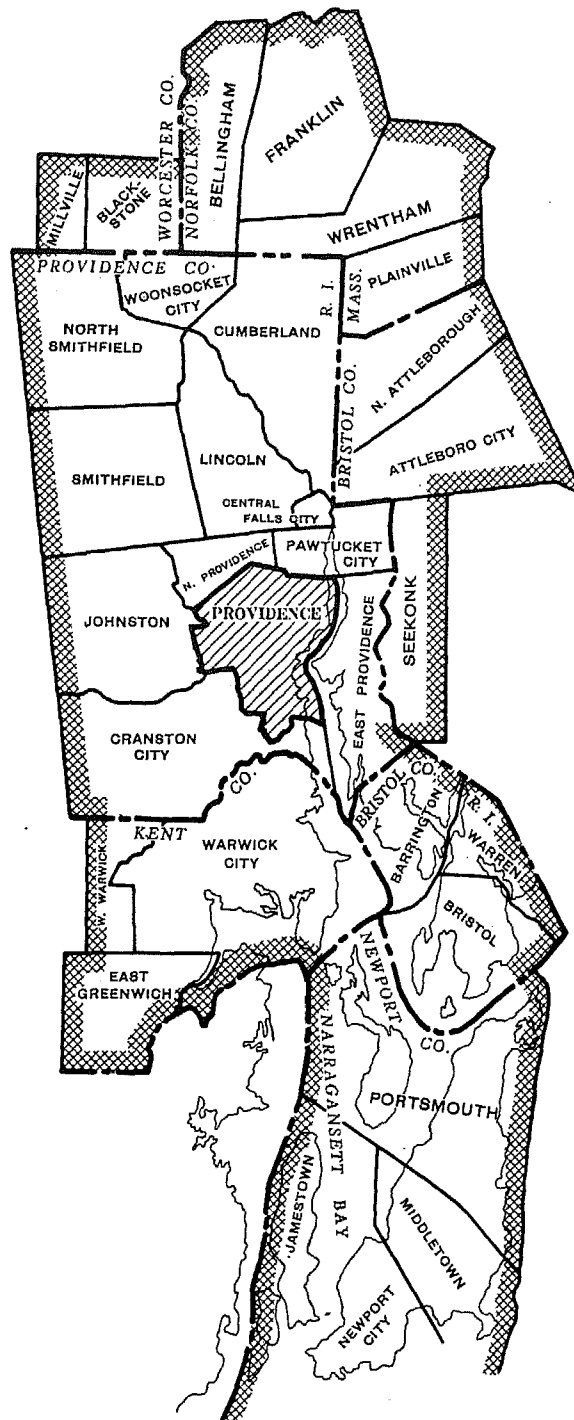 FRANKLIN
BELLINGHAM
WORCESTER CO.
NORFOLK CO.
BLACK-
STONE
MILLVILLE
WRENTHAM
PROVIDENCE CO.
PLAINVILLE
R. I.
MASS.
WOONSOCKET
CITY
NORTH
SMITHFIELD
CUMBERLAND
N. ATTLEBOROUGH
BRISTOL CO.
ATTLEBORO CITY
LINCOLN
SMITHFIELD
CENTRAL
FALLS CITY
PAWTUCKET
CITY
N. PROVIDENCE
PROVIDENCE
JOHNSTON
SEEKONK
EAST PROVIDENCE
CRANSTON
CITY
CO.
KENT
BRISTOL CO.
R. I.
BARRINGTON
WARREN
WARWICK
CITY
W. WARWICK
BRISTOL
EAST
GREENWICH
NEWPORT
CO.
NARRAGANSETT BAY
PORTSMOUTH
JAMESTOWN
MIDDLETOWN
NEWPORT
CITY